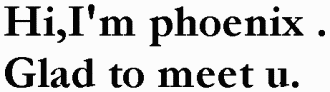 Hi,I'm phoenix .
Glad to meet u.